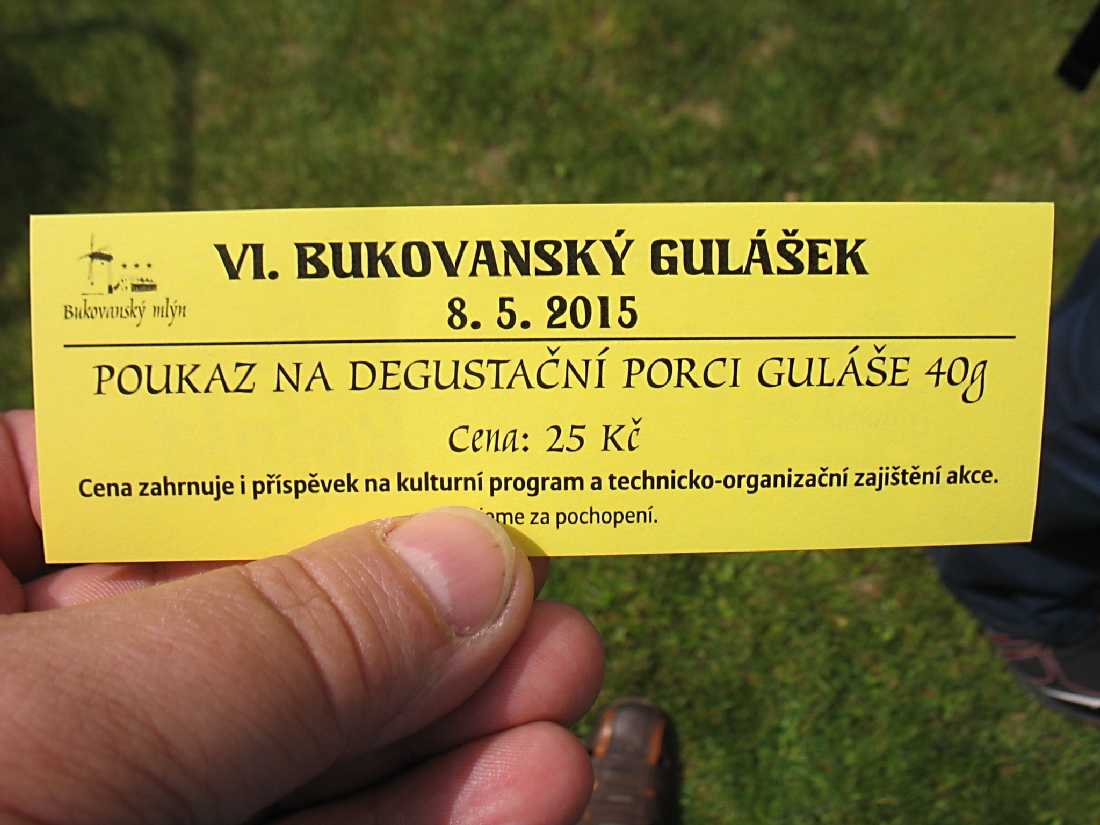 VI. BUKOVANSKÝ GULÁŠEK
8. 5. 2015
Bukovanský mlýn
POUKAZ NA DEGUSTAČNÍ PORCI GULÁŠE 40g
Cena: 25 Kč
Cena zahrnuje i příspěvek na kulturní program a technicko-organizační zajištění akce.
za pochopení.